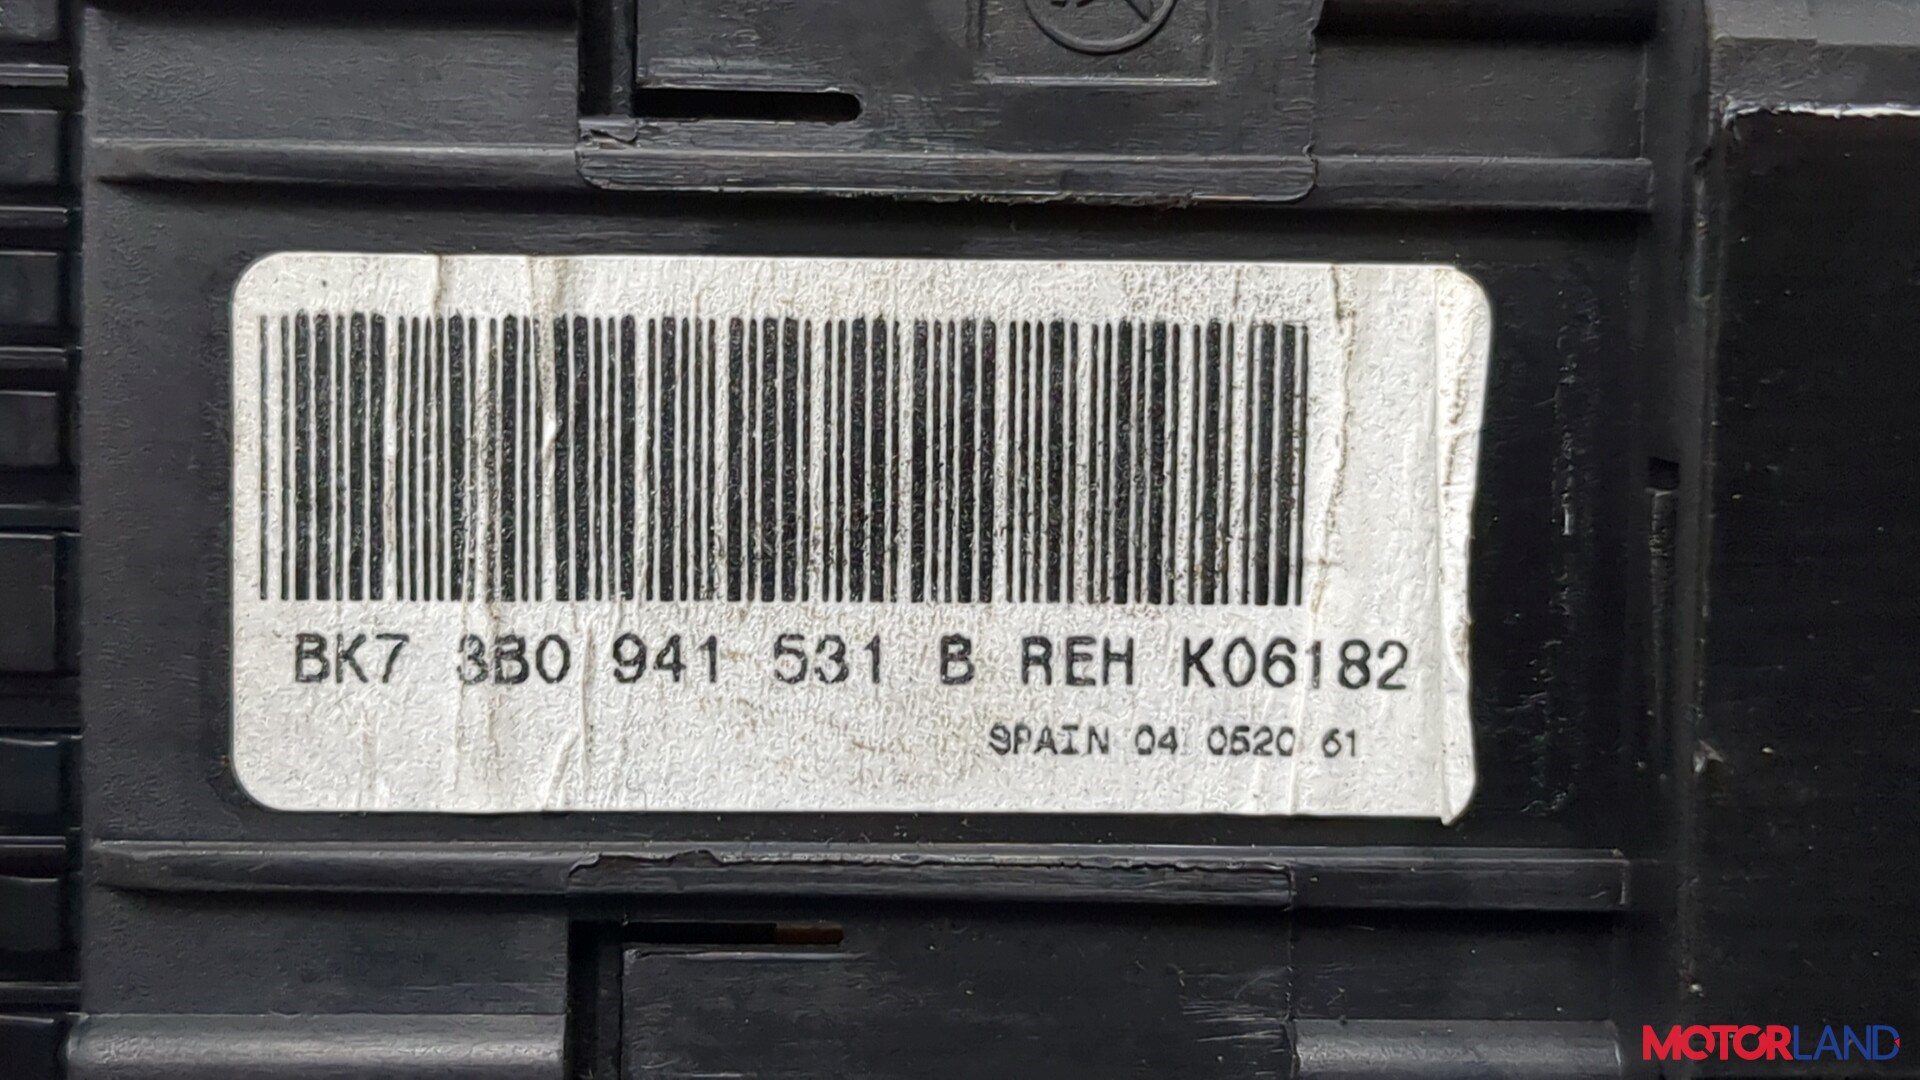 BK7 3B0 941 531 B REH K06182
SPAIN 04 0520 61
MOTORLAND